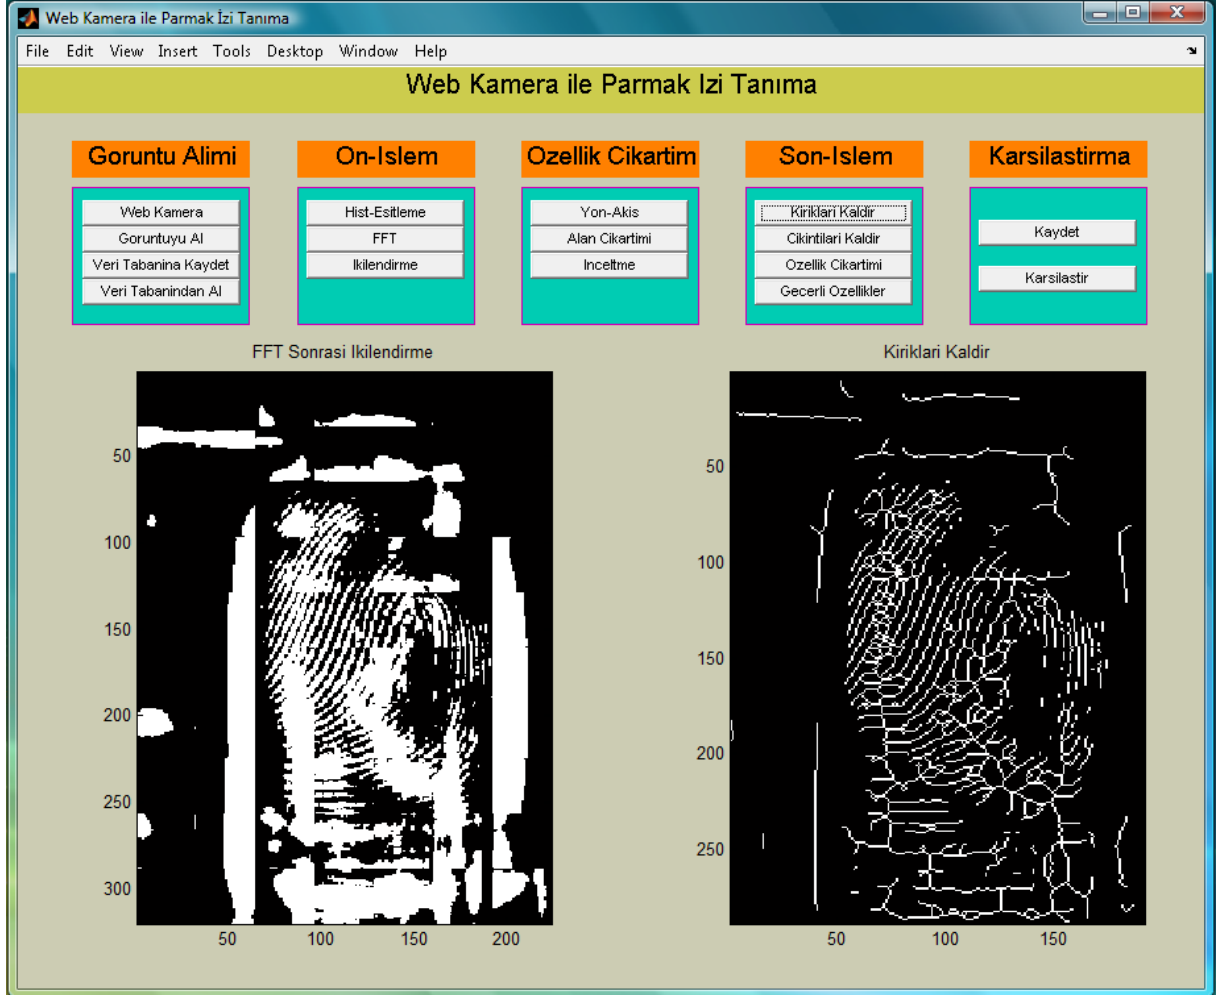 Web Kamera ile Parmak İzi Tanıma
File Edit View Insert Tools Desktop Window Help
Web Kamera ile Parmak Izi Tanıma
Goruntu Alimi
Web Kamera
Goruntuyu Al
Veri Tabanina Kaydet
Veri Tabanindan Al
On-Islem
Hist-Esitleme
FFT
Ikilendirme
Ozellik Cikartim
Yon-Akis
Alan Cikartimi
Inceltme
Son-Islem
Kiriklari Kaldir
Cikintilari Kaldir
Ozellik Cikartimi
Gecerli Ozellikler
Karsilastirma
Kaydet
Karsilastir
FFT Sonrasi Ikilendirme
50
100
150
200
250
300
50 100 150 200
Kiriklari Kaldir
50
100
150
200
250
50 100 150